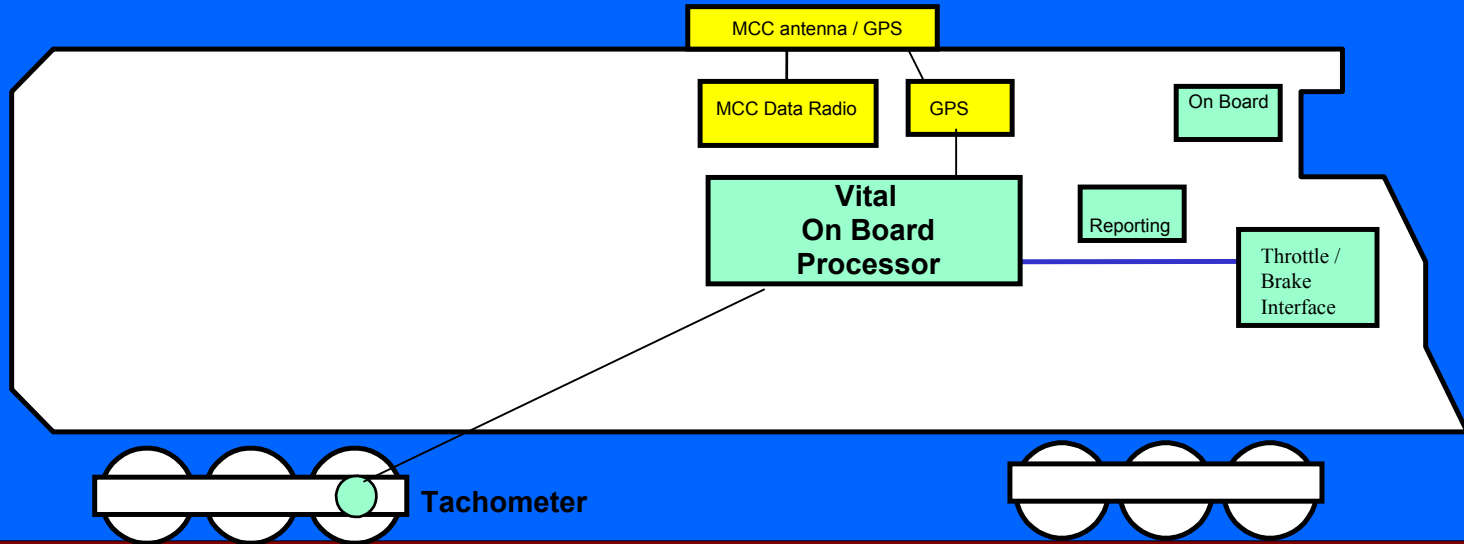 MCC antenna / GPS
MCC Data Radio
GPS
On Board
Vital
On Board
Processor
Reporting
Throttle /
Brake
Interface
Tachometer